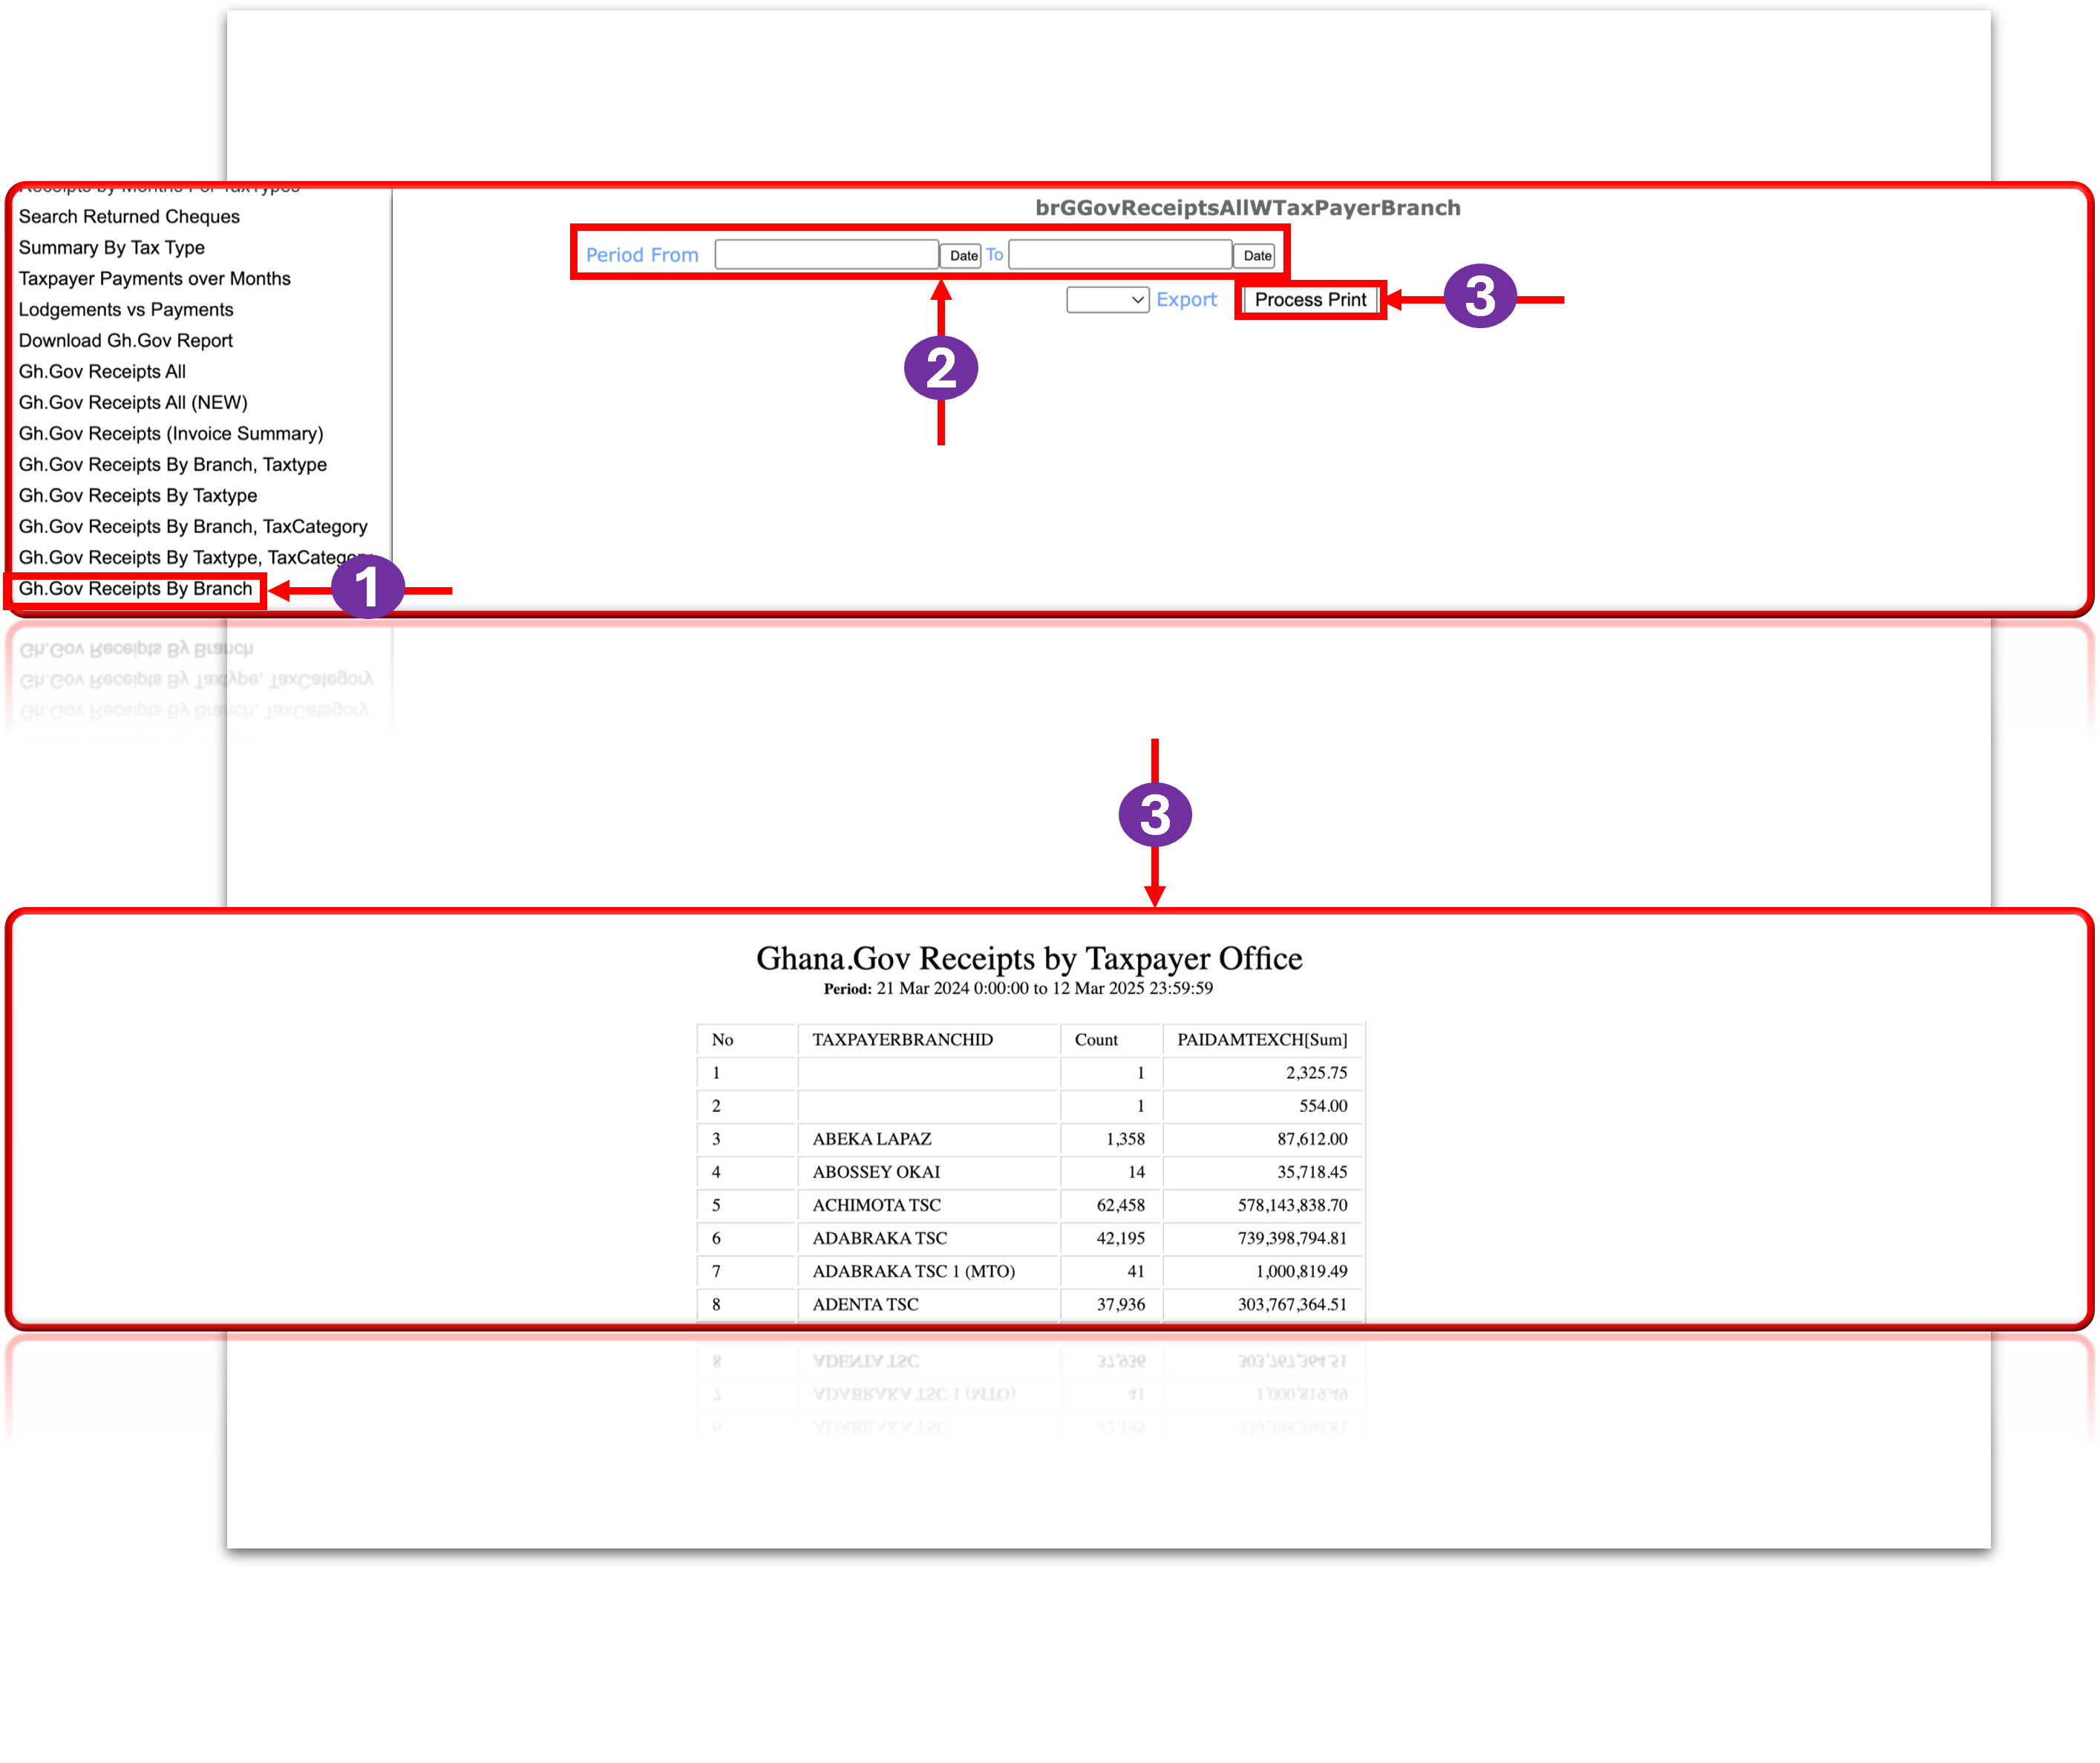 Receipts by Months Per TaxTypes
Search Returned Cheques
Summary By Tax Type
Taxpayer Payments over Months
Lodgements vs Payments
Download Gh.Gov Report
Gh.Gov Receipts All
Gh.Gov Receipts All (NEW)
Gh.Gov Receipts (Invoice Summary)
Gh.Gov Receipts By Branch, Taxtype
Gh.Gov Receipts By Taxtype
Gh.Gov Receipts By Branch, TaxCategory
Gh.Gov Receipts By Taxtype, TaxCategory
Gh.Gov Receipts By Branch
1
brGGovReceiptsAllWTaxPayerBranch
Period From Date To Date
Export Process Print
3
2
3
Ghana.Gov Receipts by Taxpayer Office
Period: 21 Mar 2024 0:00:00 to 12 Mar 2025 23:59:59
No TAXPAYERBRANCHID Count PAIDAMTEXCH[Sum]
1 1 2,325.75
2 1 554.00
3 ABEKA LAPAZ 1,358 87,612.00
4 ABOSSEY OKAI 14 35,718.45
5 ACHIMOTA TSC 62,458 578,143,838.70
6 ADABRAKA TSC 42,195 739,398,794.81
7 ADABRAKA TSC 1 (MTO) 41 1,000,819.49
8 ADENTA TSC 37,936 303,767,364.51